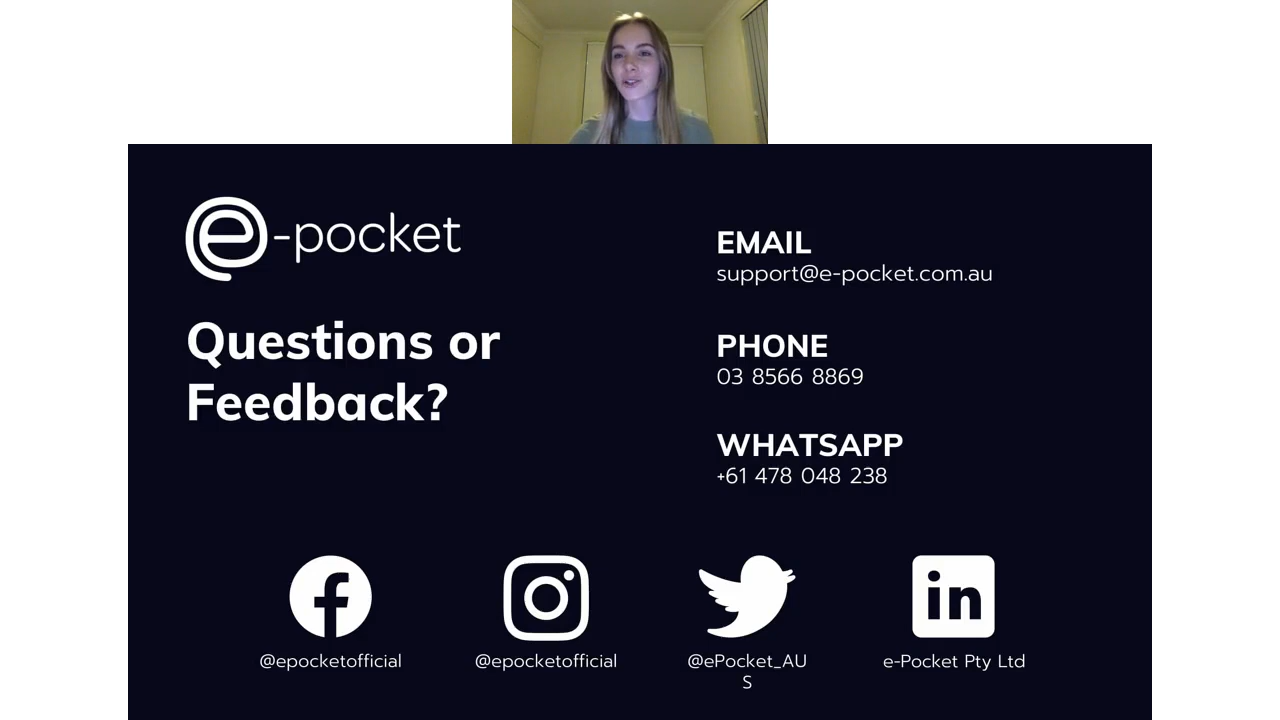 e-pocket
Questions or
Feedback?
EMAIL
support@e-pocket.com.au
PHONE
03 8566 8869
WHATSAPP
+61 478 048 238
@epocketofficial
@epocketofficial
@ePocket_AU
S
in
e-Pocket Pty Ltd